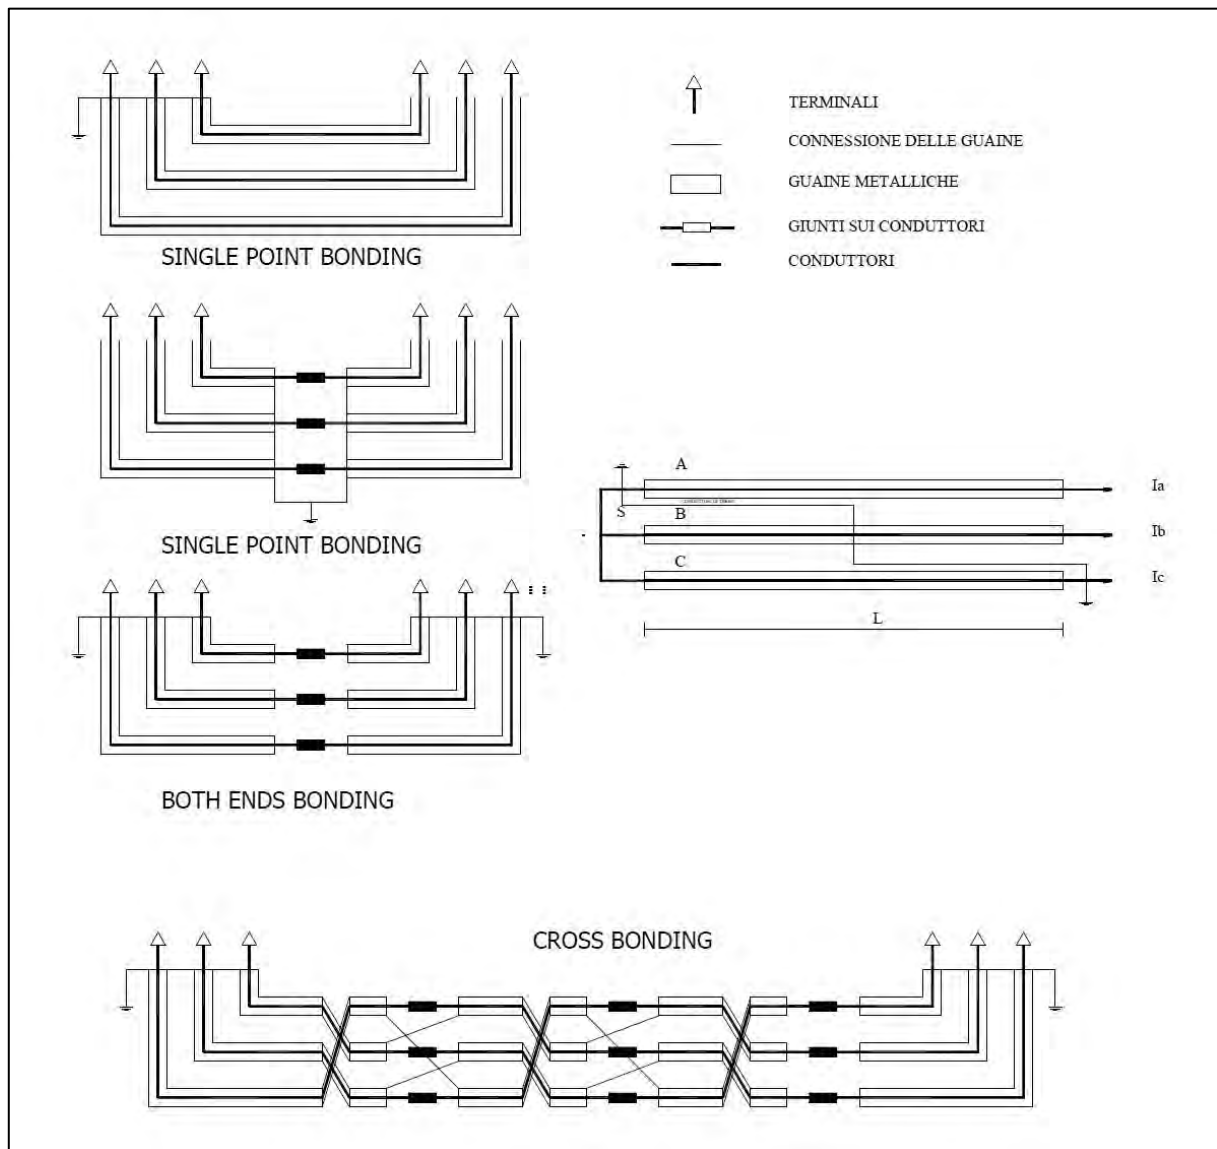 TERMINALI
CONNESSIONE DELLE GUAINE
GUAINE METALLICHE
GIUNTI SUI CONDUTTORI
CONDUTTORI
SINGLE POINT BONDING
SINGLE POINT BONDING
A
Ia
S
B
Ib
C
Ic
L
BOTH ENDS BONDING
CROSS BONDING